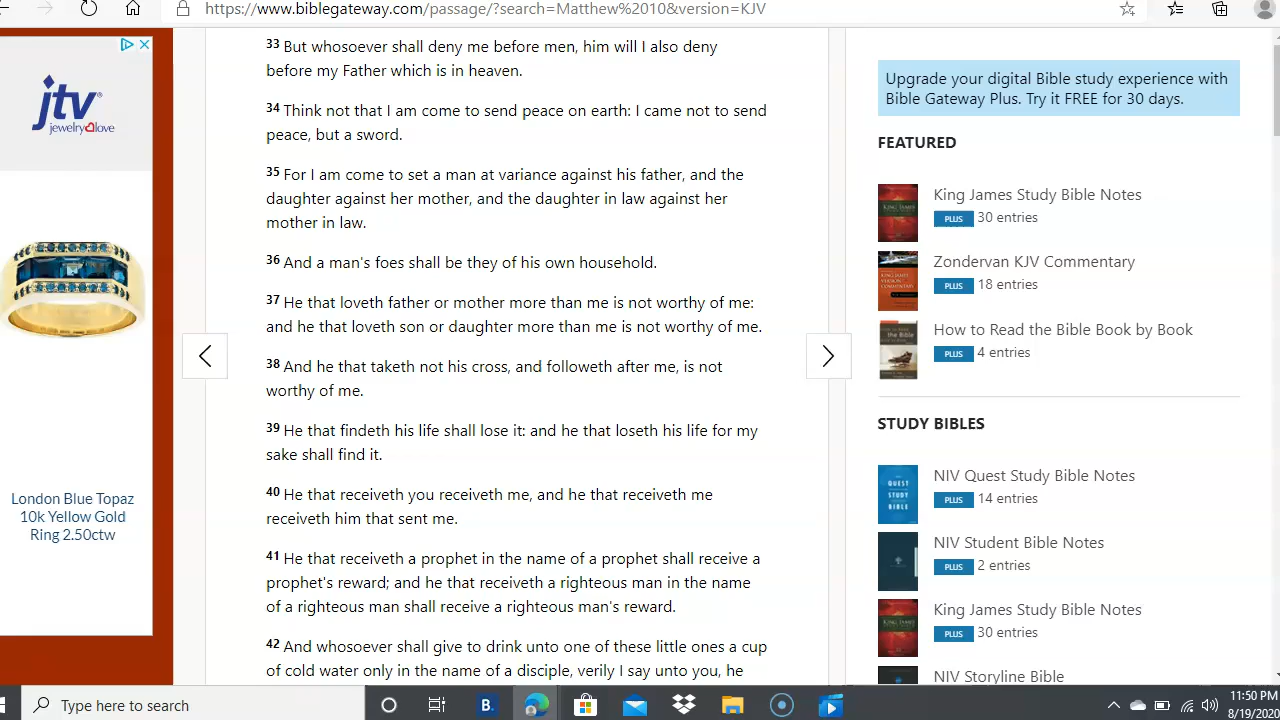 https://www.biblegateway.com/passage/?search=Matthew%2010&version=KJV
jtv
jewelry love
London Blue Topaz
10k Yellow Gold
Ring 2.50ctw
33 But whosoever shall deny me before men, him will I also deny
before my Father which is in heaven.
34 Think not that I am come to send peace on earth: I came not to send
peace, but a sword.
35 For I am come to set a man at variance against his father, and the
daughter against her mother, and the daughter in law against her
mother in law.
36 And a man's foes shall be they of his own household.
37 He that loveth father or mother more than me is not worthy of me:
and he that loveth son or daughter more than me is not worthy of me.
38 And he that taketh not his cross, and followeth after me, is not
worthy of me.
39 He that findeth his life shall lose it: and he that loseth his life for my
sake shall find it.
40 He that receiveth you receiveth me, and he that receiveth me
receiveth him that sent me.
41 He that receiveth a prophet in the name of a prophet shall receive a
prophet's reward; and he that receiveth a righteous man in the name
of a righteous man shall receive a righteous man's reward.
42 And whosoever shall give to drink unto one of these little ones a cup
of cold water only in the name of a disciple, verily I say unto you, he
Upgrade your digital Bible study experience with
Bible Gateway Plus. Try it FREE for 30 days.
FEATURED
King James Study Bible Notes
PLUS 30 entries
Zondervan KJV Commentary
PLUS 18 entries
How to Read the Bible Book by Book
PLUS 4 entries
STUDY BIBLES
NIV Quest Study Bible Notes
PLUS 14 entries
QUEST
STUDY
BIBLE
NIV Student Bible Notes
PLUS 2 entries
King James Study Bible Notes
PLUS 30 entries
NIV Storyline Bible
Type here to search
B.
11:50 PM
8/19/2020